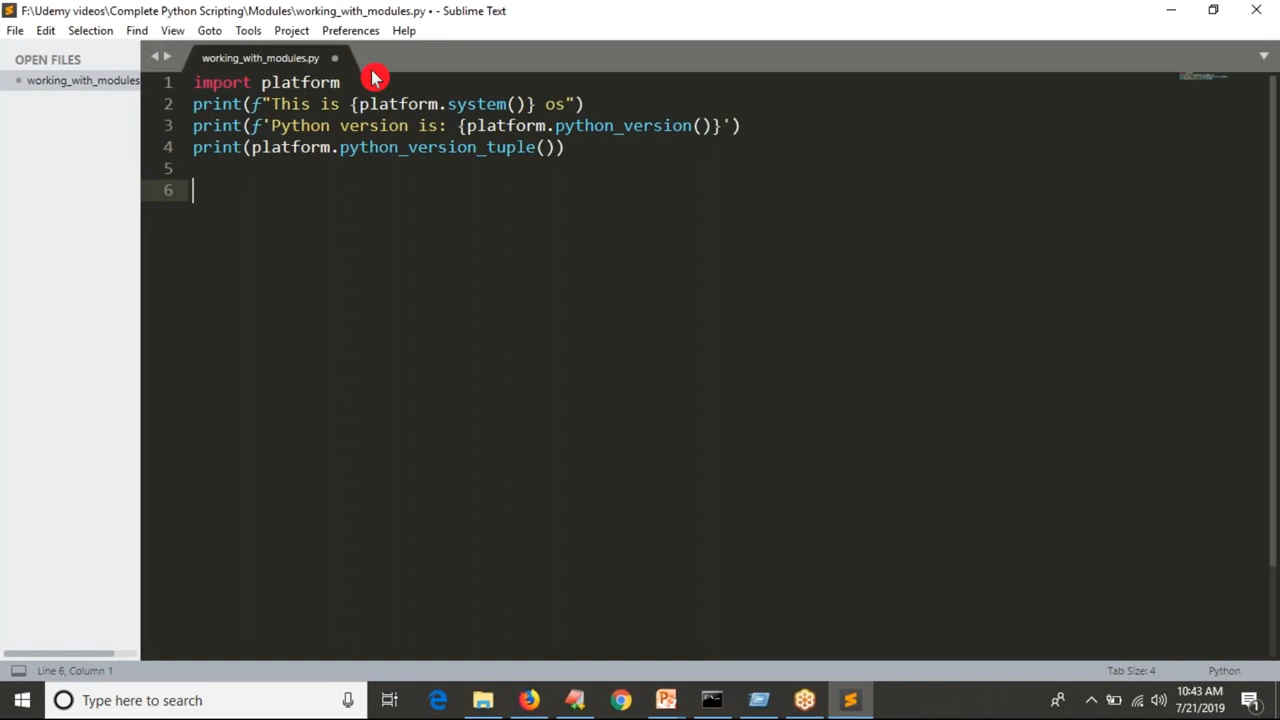 F:\Udemy videos\Complete Python Scripting\Modules\working_with_modules.py • - Sublime Text
File Edit Selection Find View Goto Tools Project Preferences Help
OPEN FILES
working_with_modules.py
working_with_modules
1 import platform
2 print(f"This is {platform.system()} os")
3 print(f'Python version is: {platform.python_version()}')
4 print(platform.python_version_tuple())
5
6
Line 6, Column 1
Tab Size: 4
Python
Type here to search
10:43 AM
7/21/2019
1